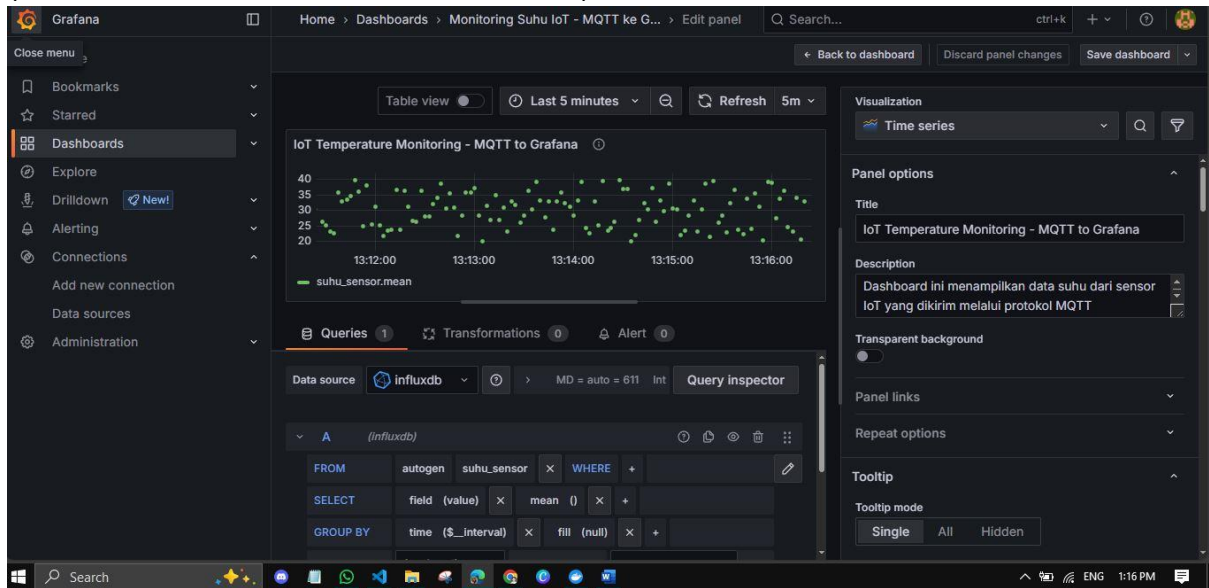 Grafana
Home › Dashboards › Monitoring Suhu IoT - MQTT ke G... › Edit panel
Search...
ctrl+k
Close menu
← Back to dashboard
Discard panel changes
Save dashboard
Bookmarks
Starred
Dashboards
Explore
Drilldown New!
Alerting
Connections
Add new connection
Data sources
Administration
Table view
Last 5 minutes
Refresh 5m
IoT Temperature Monitoring - MQTT to Grafana
40
35
30
25
20
13:12:00 13:13:00 13:14:00 13:15:00 13:16:00
suhu_sensor.mean
Queries 1 Transformations 0 Alert 0
Data source influxdb MD = auto = 611 Int Query inspector
A (influxdb)
FROM autogen suhu_sensor × WHERE +
SELECT field (value) × mean () × +
GROUP BY time ($__interval) × fill (null) × +
Visualization
Time series
Panel options
Title
IoT Temperature Monitoring - MQTT to Grafana
Description
Dashboard ini menampilkan data suhu dari sensor
IoT yang dikirim melalui protokol MQTT
Transparent background
Panel links
Repeat options
Tooltip
Tooltip mode
Single All Hidden
Search
ENG 1:16 PM